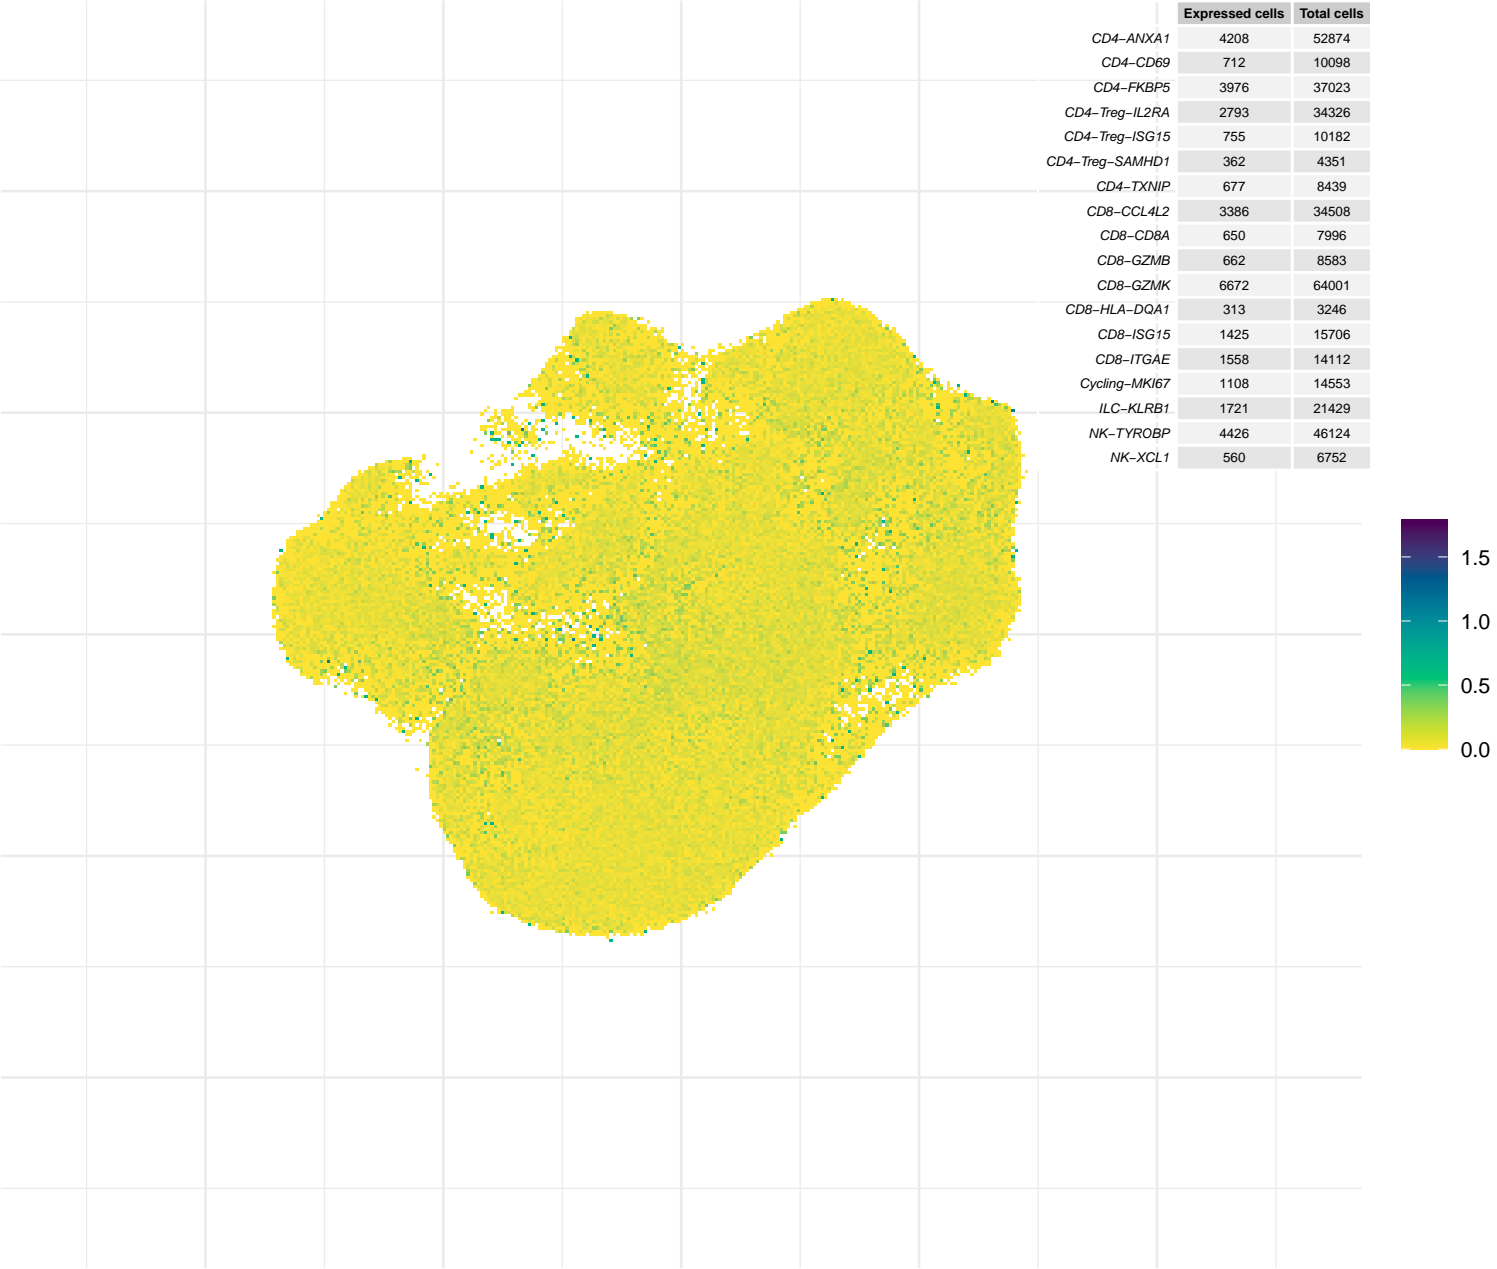 Expressed cells Total cells
CD4−ANXA1 4208 52874
CD4−CD69 712 10098
CD4−FKBP5 3976 37023
CD4−Treg−IL2RA 2793 34326
CD4−Treg−ISG15 755 10182
CD4−Treg−SAMHD1 362 4351
CD4−TXNIP 677 8439
CD8−CCL4L2 3386 34508
CD8−CD8A 650 7996
CD8−GZMB 662 8583
CD8−GZMK 6672 64001
CD8−HLA−DQA1 313 3246
CD8−ISG15 1425 15706
CD8−ITGAE 1558 14112
Cycling−MKI67 1108 14553
ILC−KLRB1 1721 21429
NK−TYROBP 4426 46124
NK−XCL1 560 6752
1.5
1.0
0.5
0.0